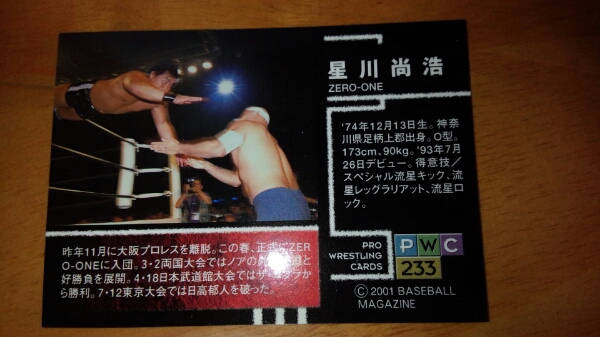 星川尚浩
ZERO-ONE
'74年12月13日生。神奈
川県足柄上郡出身。O型。
173cm、90kg。'93年7月
26日デビュー。得意技/
スペシャル流星キック、流
星レッグラリアット、流星ロ
ック。
昨年11月に大阪プロレスを離脱。この春、正式にZER
O-ONEに入団。3・2両国大会ではノアの
と
好勝負を展開。4・18日本武道館大会ではザ・
から
勝利。7・12東京大会では日高郁人を破った。
PRO
WRESTLING
CARDS
PWC
233
© 2001 BASEBALL
MAGAZINE